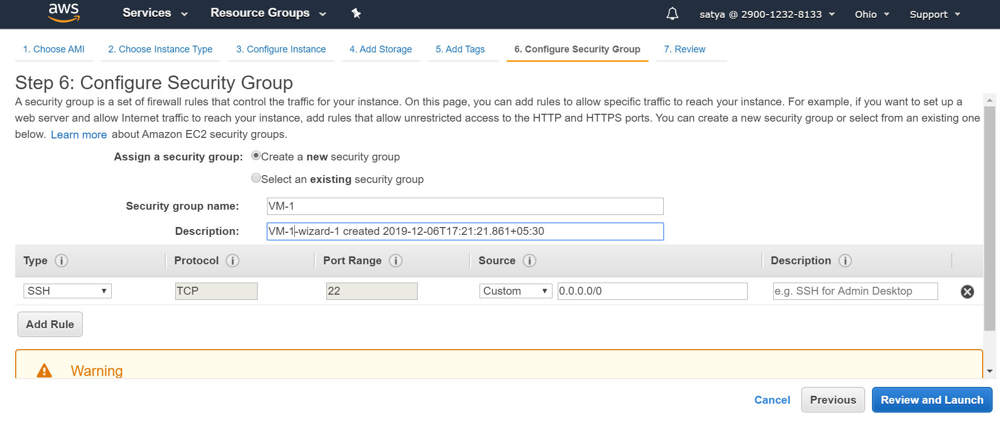 aws Services Resource Groups satya @ 2900-1232-8133 Ohio Support
1. Choose AMI 2. Choose Instance Type 3. Configure Instance 4. Add Storage 5. Add Tags 6. Configure Security Group 7. Review
Step 6: Configure Security Group
A security group is a set of firewall rules that control the traffic for your instance. On this page, you can add rules to allow specific traffic to reach your instance. For example, if you want to set up a
web server and allow Internet traffic to reach your instance, add rules that allow unrestricted access to the HTTP and HTTPS ports. You can create a new security group or select from an existing one
below. Learn more about Amazon EC2 security groups.
Assign a security group: Create a new security group
Select an existing security group
Security group name: VM-1
Description: VM-1-wizard-1 created 2019-12-06T17:21:21.861+05:30
Type i Protocol i Port Range i Source i Description i
SSH TCP 22 Custom 0.0.0.0/0 e.g. SSH for Admin Desktop
Add Rule
Warning
Cancel Previous Review and Launch